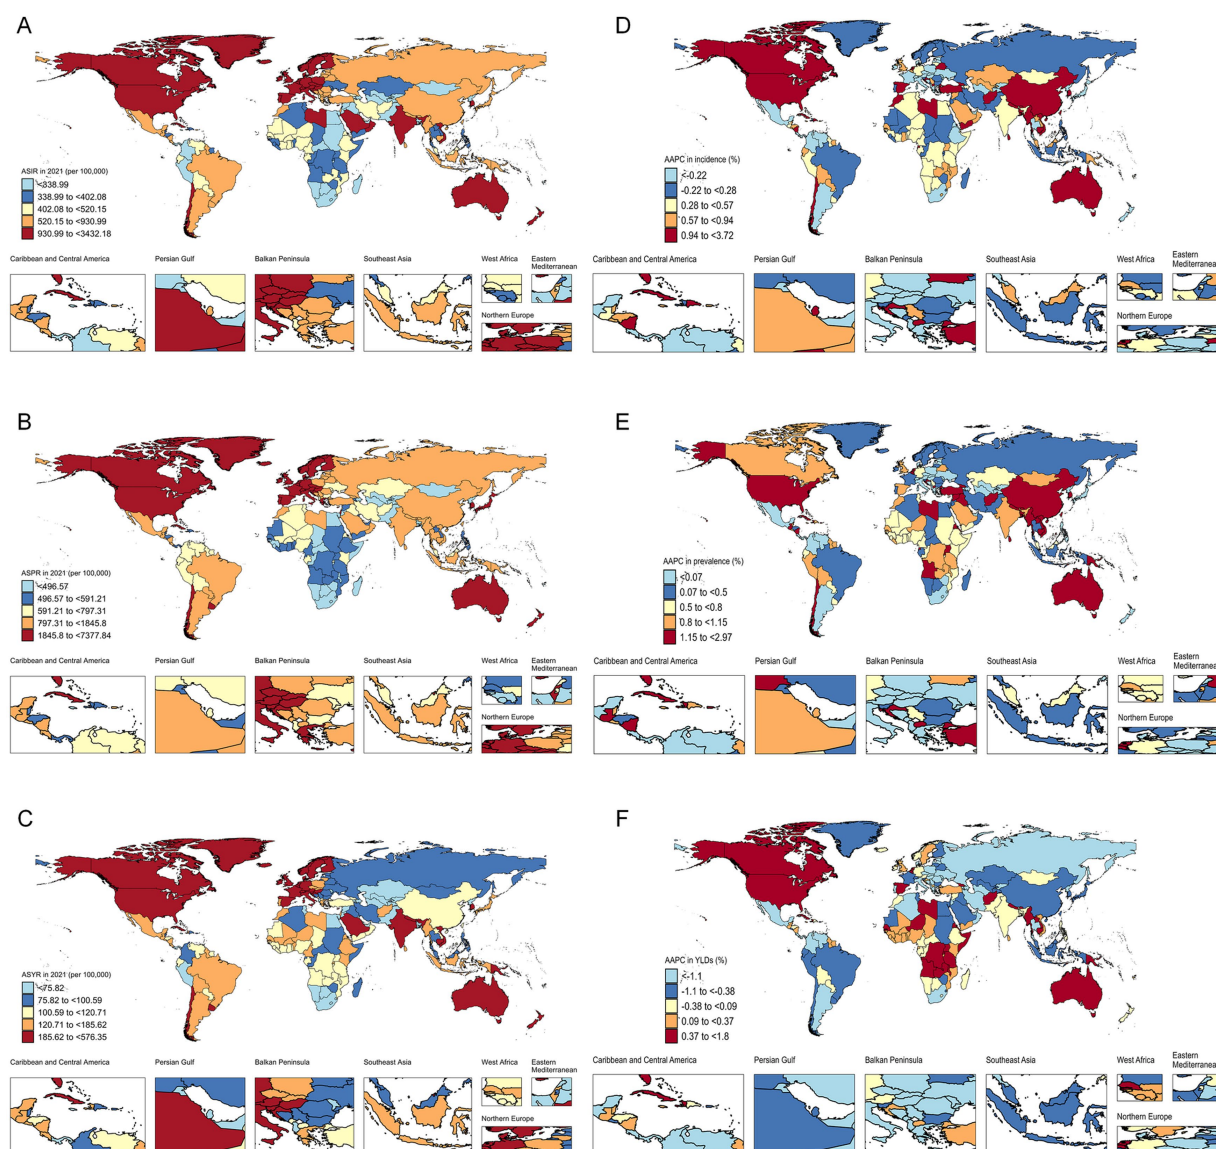 A
ASIR in 2021 (per 100,000)
<338.99
338.99 to <402.08
402.08 to <520.15
520.15 to <930.99
930.99 to <3432.18
Caribbean and Central America
Persian Gulf
Balkan Peninsula
Southeast Asia
West Africa
Eastern
Mediterranean
Northern Europe
D
AAPC in incidence (%)
<-0.22
-0.22 to <0.28
0.28 to <0.57
0.57 to <0.94
0.94 to <3.72
Caribbean and Central America
Persian Gulf
Balkan Peninsula
Southeast Asia
West Africa
Eastern
Mediterranean
Northern Europe
B
ASPR in 2021 (per 100,000)
<496.57
496.57 to <591.21
591.21 to <797.31
797.31 to <1845.8
1845.8 to <7377.84
Caribbean and Central America
Persian Gulf
Balkan Peninsula
Southeast Asia
West Africa
Eastern
Mediterranean
Northern Europe
E
AAPC in prevalence (%)
<0.07
0.07 to <0.5
0.5 to <0.8
0.8 to <1.15
1.15 to <2.97
Caribbean and Central America
Persian Gulf
Balkan Peninsula
Southeast Asia
West Africa
Eastern
Mediterranean
Northern Europe
C
ASYR in 2021 (per 100,000)
<75.82
75.82 to <100.59
100.59 to <120.71
120.71 to <185.62
185.62 to <576.35
Caribbean and Central America
Persian Gulf
Balkan Peninsula
Southeast Asia
West Africa
Eastern
Mediterranean
Northern Europe
F
AAPC in YLDs (%)
<-1.1
-1.1 to <-0.38
-0.38 to <0.09
0.09 to <0.37
0.37 to <1.8
Caribbean and Central America
Persian Gulf
Balkan Peninsula
Southeast Asia
West Africa
Eastern
Mediterranean
Northern Europe